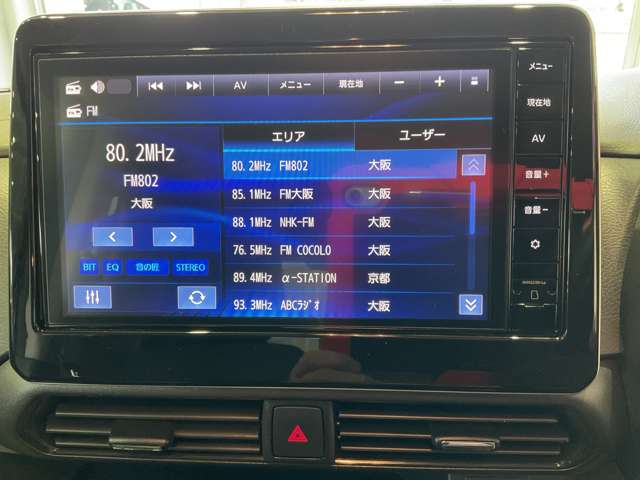 AV メニュー 現在地 − +
FM
80.2MHz
FM802
大阪
< >
BIT EQ 音の匠 STEREO
エリア ユーザー
80.2MHz FM802 大阪
85.1MHz FM大阪 大阪
88.1MHz NHK-FM 大阪
76.5MHz FM COCOLO 大阪
89.4MHz α-STATION 京都
93.3MHz ABCﾗｼﾞｵ 大阪
メニュー
現在地
AV
音量+
音量−